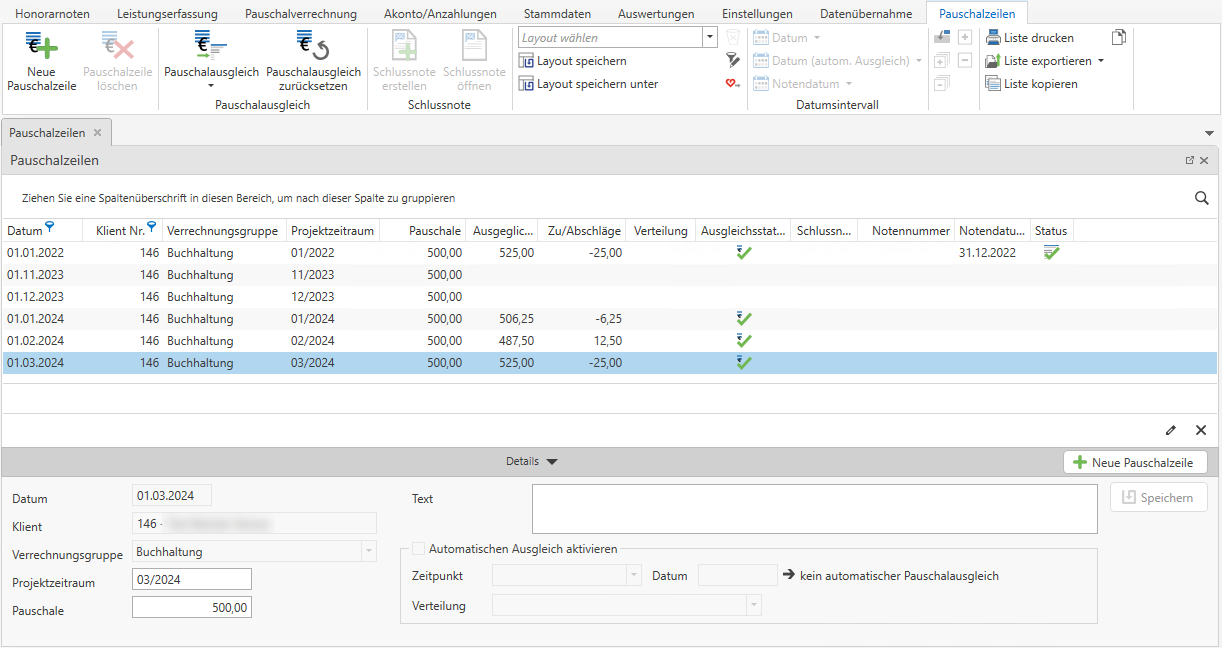 Honorarnoten Leistungserfassung Pauschalverrechnung Akonto/Anzahlungen Stammdaten Auswertungen Einstellungen Datenübernahme Pauschalzeilen
Neue Pauschalzeile
Pauschalzeile löschen
Pauschalausgleich
Pauschalausgleich zurücksetzen
Pauschalausgleich
Schlussnote erstellen
Schlussnote öffnen
Schlussnote
Layout wählen
Layout speichern
Layout speichern unter
Datum
Datum (autom. Ausgleich)
Notendatum
Datumsintervall
Liste drucken
Liste exportieren
Liste kopieren
Pauschalzeilen
Pauschalzeilen
Ziehen Sie eine Spaltenüberschrift in diesen Bereich, um nach dieser Spalte zu gruppieren
Datum Klient Nr. Verrechnungsgruppe Projektzeitraum Pauschale Ausgeglic... Zu/Abschläge Verteilung Ausgleichsstat... Schlussn... Notennummer Notendatu... Status
01.01.2022 146 Buchhaltung 01/2022 500,00 525,00 -25,00 31.12.2022
01.11.2023 146 Buchhaltung 11/2023 500,00
01.12.2023 146 Buchhaltung 12/2023 500,00
01.01.2024 146 Buchhaltung 01/2024 500,00 506,25 -6,25
01.02.2024 146 Buchhaltung 02/2024 500,00 487,50 12,50
01.03.2024 146 Buchhaltung 03/2024 500,00 525,00 -25,00
Details
Neue Pauschalzeile
Datum 01.03.2024
Klient 146 -
Verrechnungsgruppe Buchhaltung
Projektzeitraum 03/2024
Pauschale 500,00
Text
Speichern
Automatischen Ausgleich aktivieren
Zeitpunkt Datum kein automatischer Pauschalausgleich
Verteilung